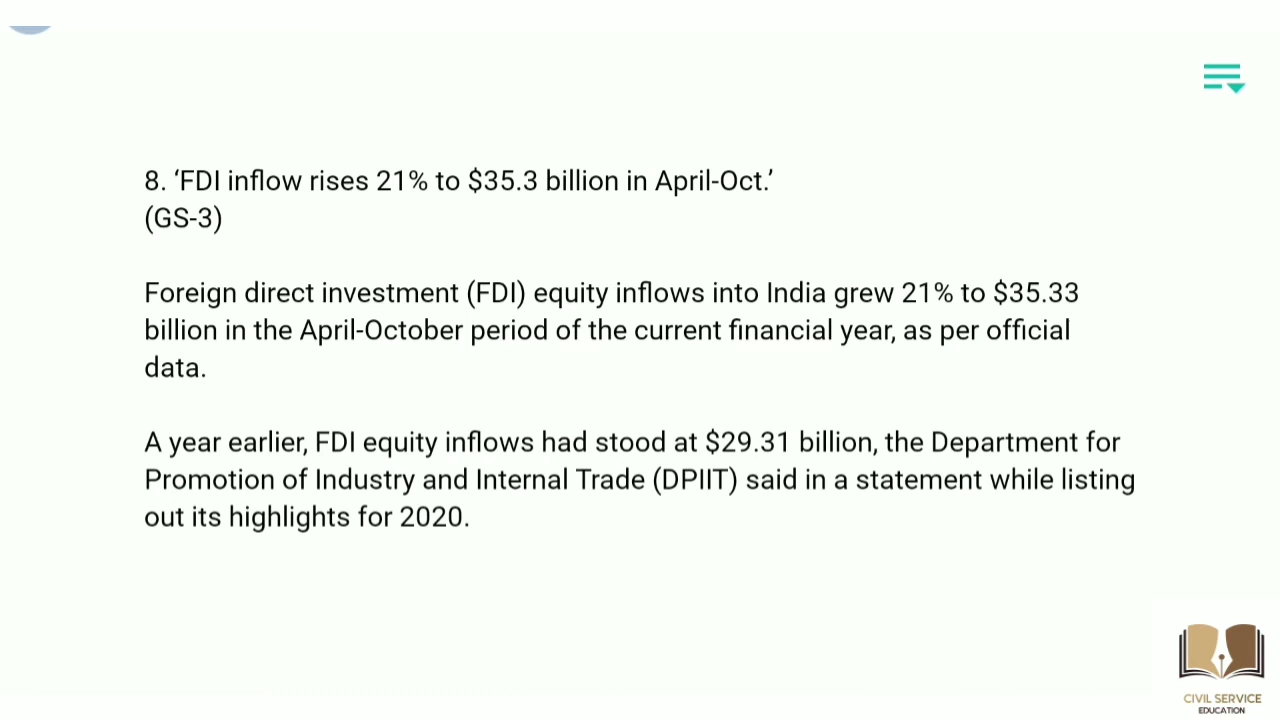 8. ‘FDI inflow rises 21% to $35.3 billion in April-Oct.’
(GS-3)
Foreign direct investment (FDI) equity inflows into India grew 21% to $35.33
billion in the April-October period of the current financial year, as per official
data.
A year earlier, FDI equity inflows had stood at $29.31 billion, the Department for
Promotion of Industry and Internal Trade (DPIIT) said in a statement while listing
out its highlights for 2020.
CIVIL SERVICE
EDUCATION